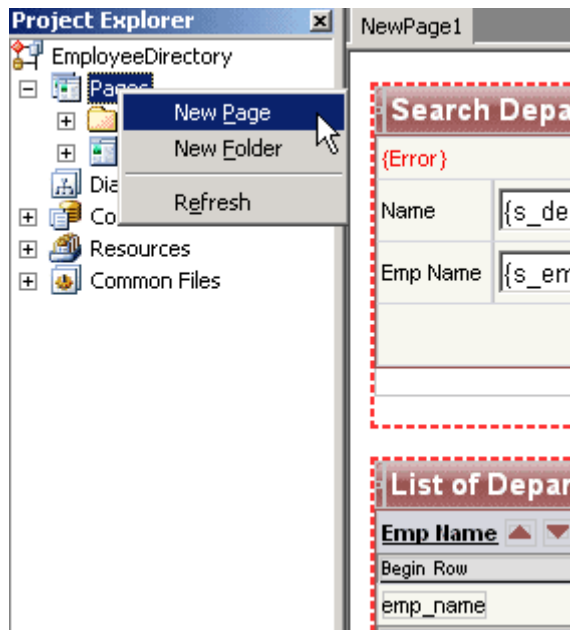 Project Explorer
EmployeeDirectory
Pages
New Page
New Folder
Refresh
Resources
Common Files
NewPage1
Search Depa
{Error}
Name {s_de
Emp Name {s_em
List of Depar
Emp Name
Begin Row
emp_name